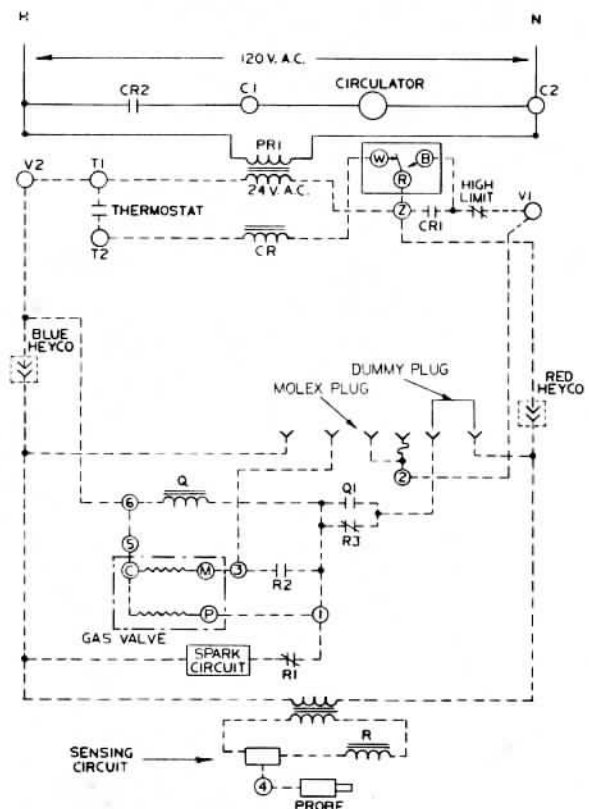 H
N
120 V. A.C.
CR2
C1
CIRCULATOR
C2
PR1
V2
T1
24 V. A.C.
W
B
R
HIGH
LIMIT
V1
THERMOSTAT
Z
CR1
T2
CR
BLUE
HEYCO
DUMMY PLUG
MOLEX PLUG
RED
HEYCO
2
Q
Q1
6
R3
5
C
M
3
R2
P
1
GAS VALVE
SPARK
CIRCUIT
R1
R
SENSING
CIRCUIT
4
PROBE